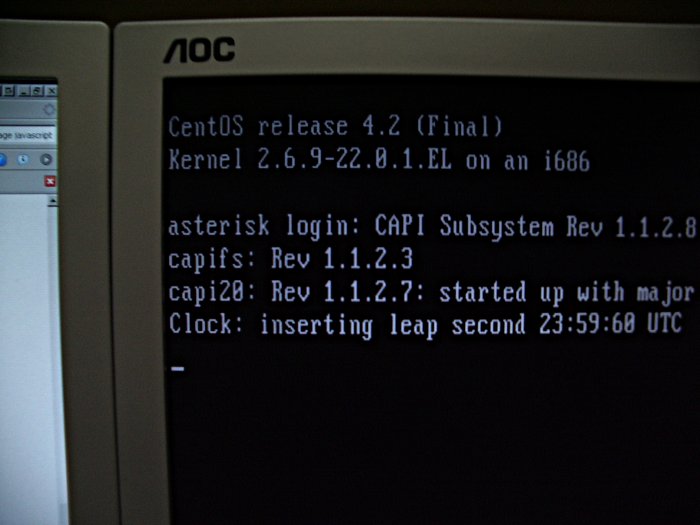 AOC
age javascript
CentOS release 4.2 (Final)
Kernel 2.6.9-22.0.1.EL on an i686
asterisk login: CAPI Subsystem Rev 1.1.2.8
capifs: Rev 1.1.2.3
capi20: Rev 1.1.2.7: started up with major
Clock: inserting leap second 23:59:60 UTC